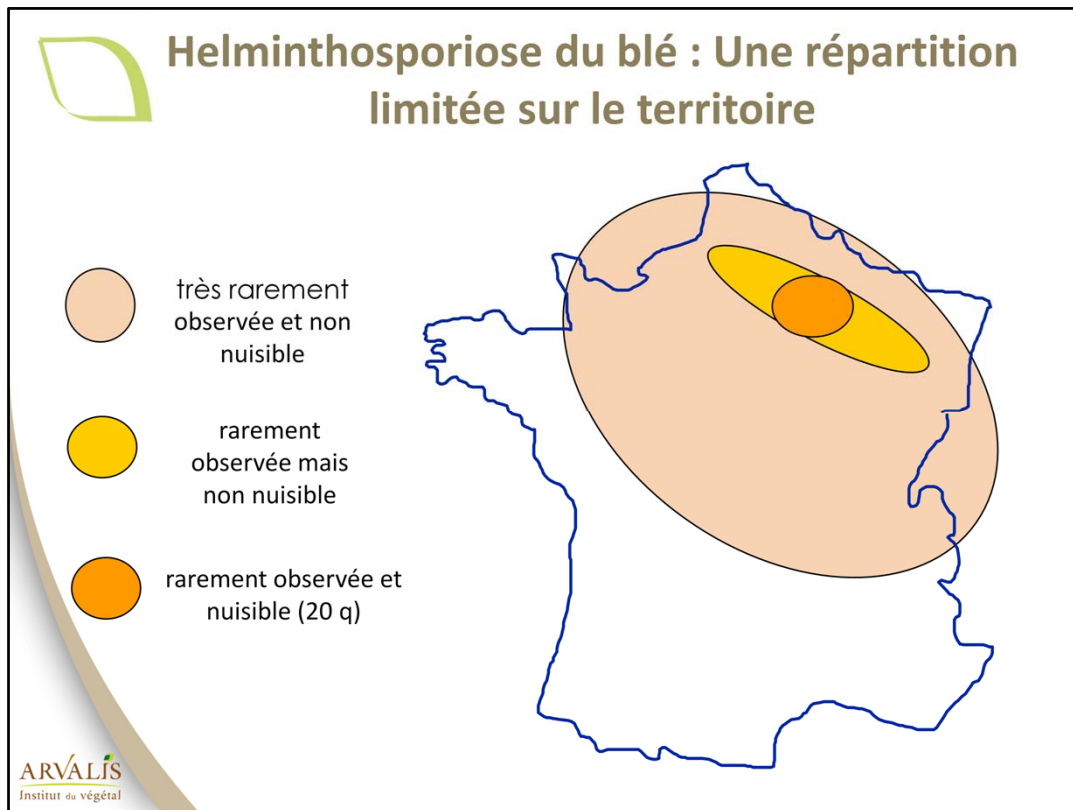 Helminthosporiose du blé : Une répartition
limitée sur le territoire
très rarement
observée et non
nuisible
rarement
observée mais
non nuisible
rarement observée et
nuisible (20 q)
ARVALIS
Institut du végétal